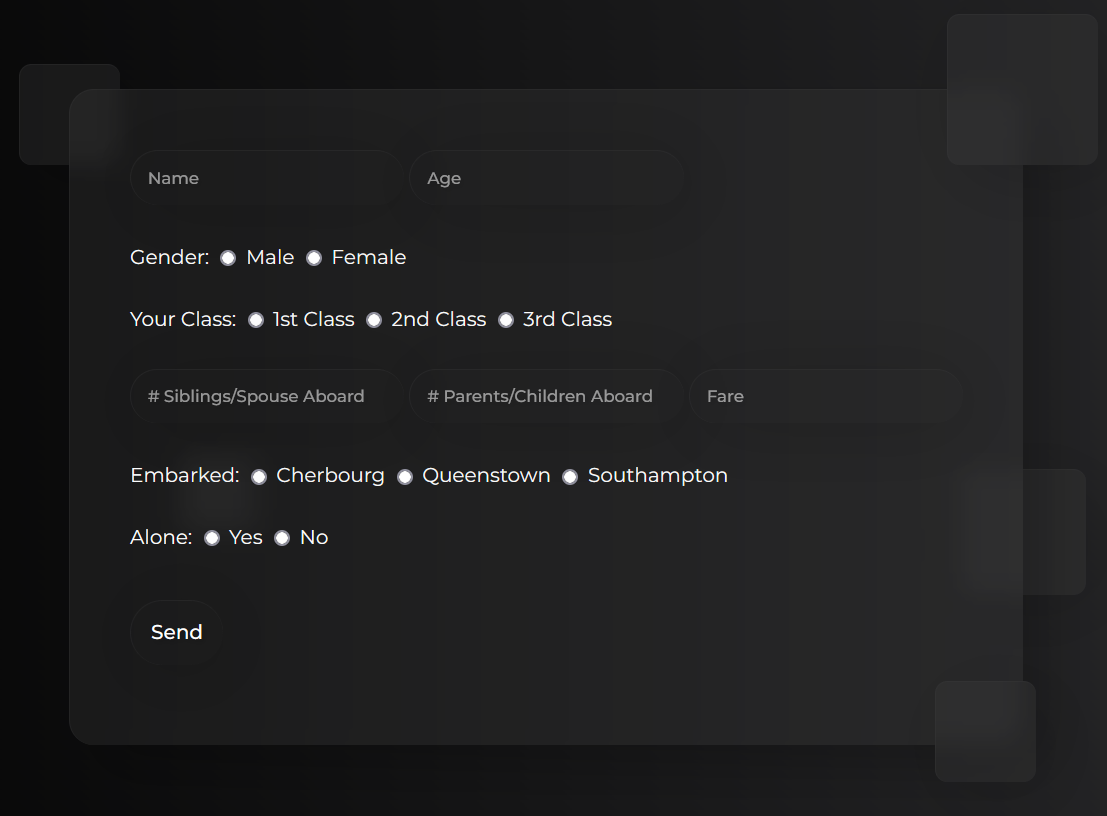 Name Age
Gender: Male Female
Your Class: 1st Class 2nd Class 3rd Class
# Siblings/Spouse Aboard # Parents/Children Aboard Fare
Embarked: Cherbourg Queenstown Southampton
Alone: Yes No
Send